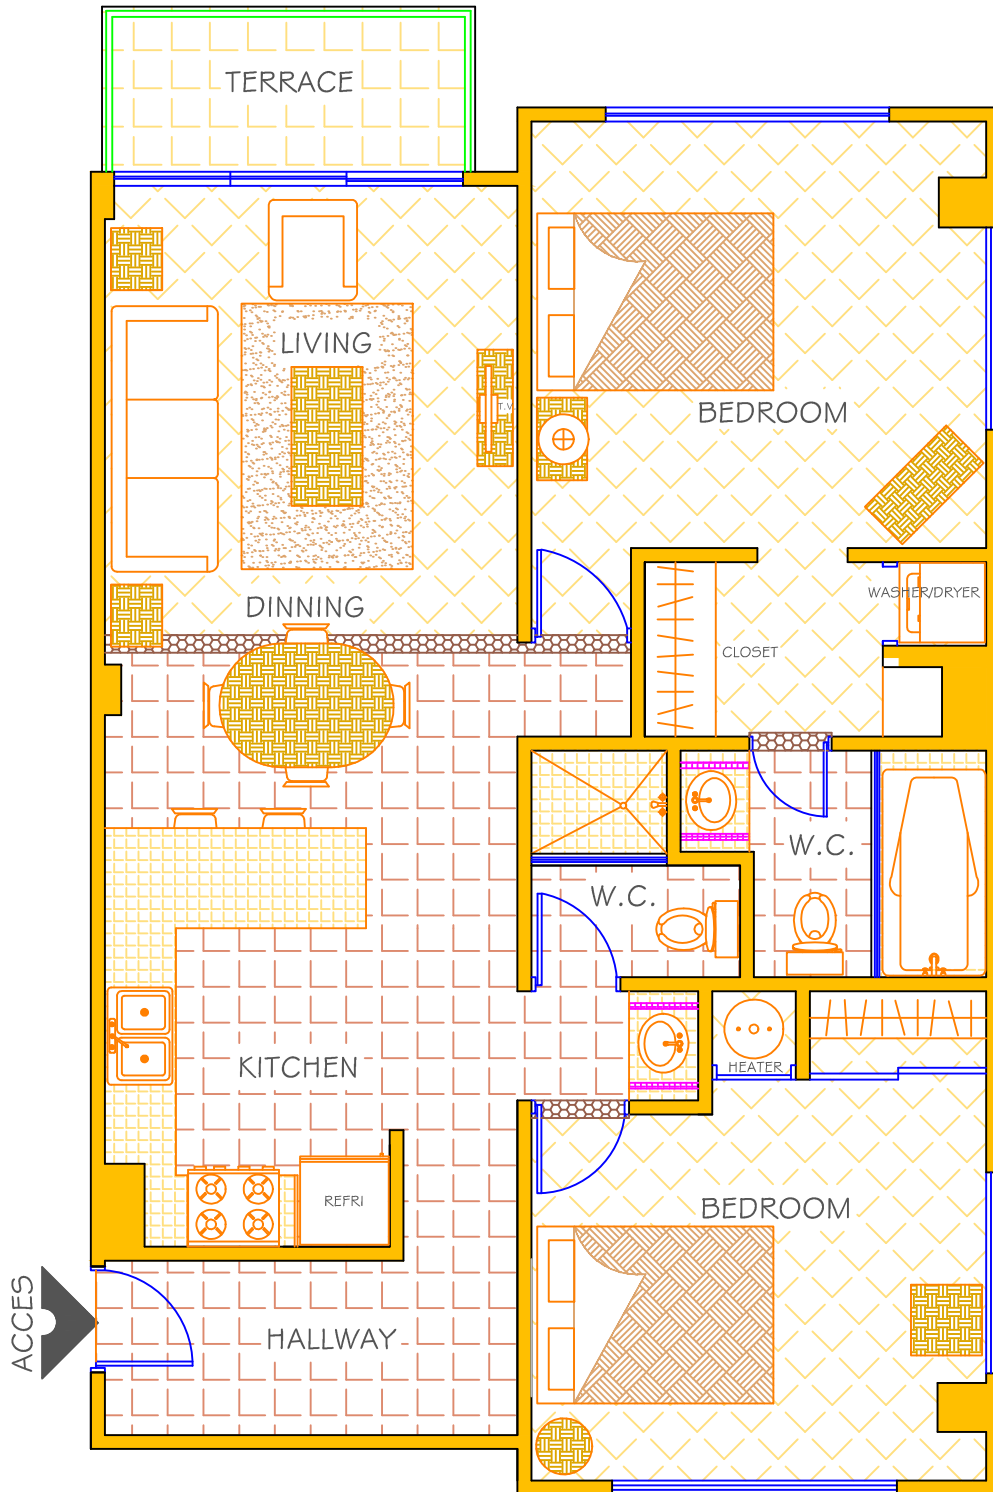 TERRACE
LIVING
T.V.
BEDROOM
WASHER/DRYER
DINNING
CLOSET
W.C.
W.C.
KITCHEN
HEATER
REFRI
BEDROOM
ACCES
HALLWAY